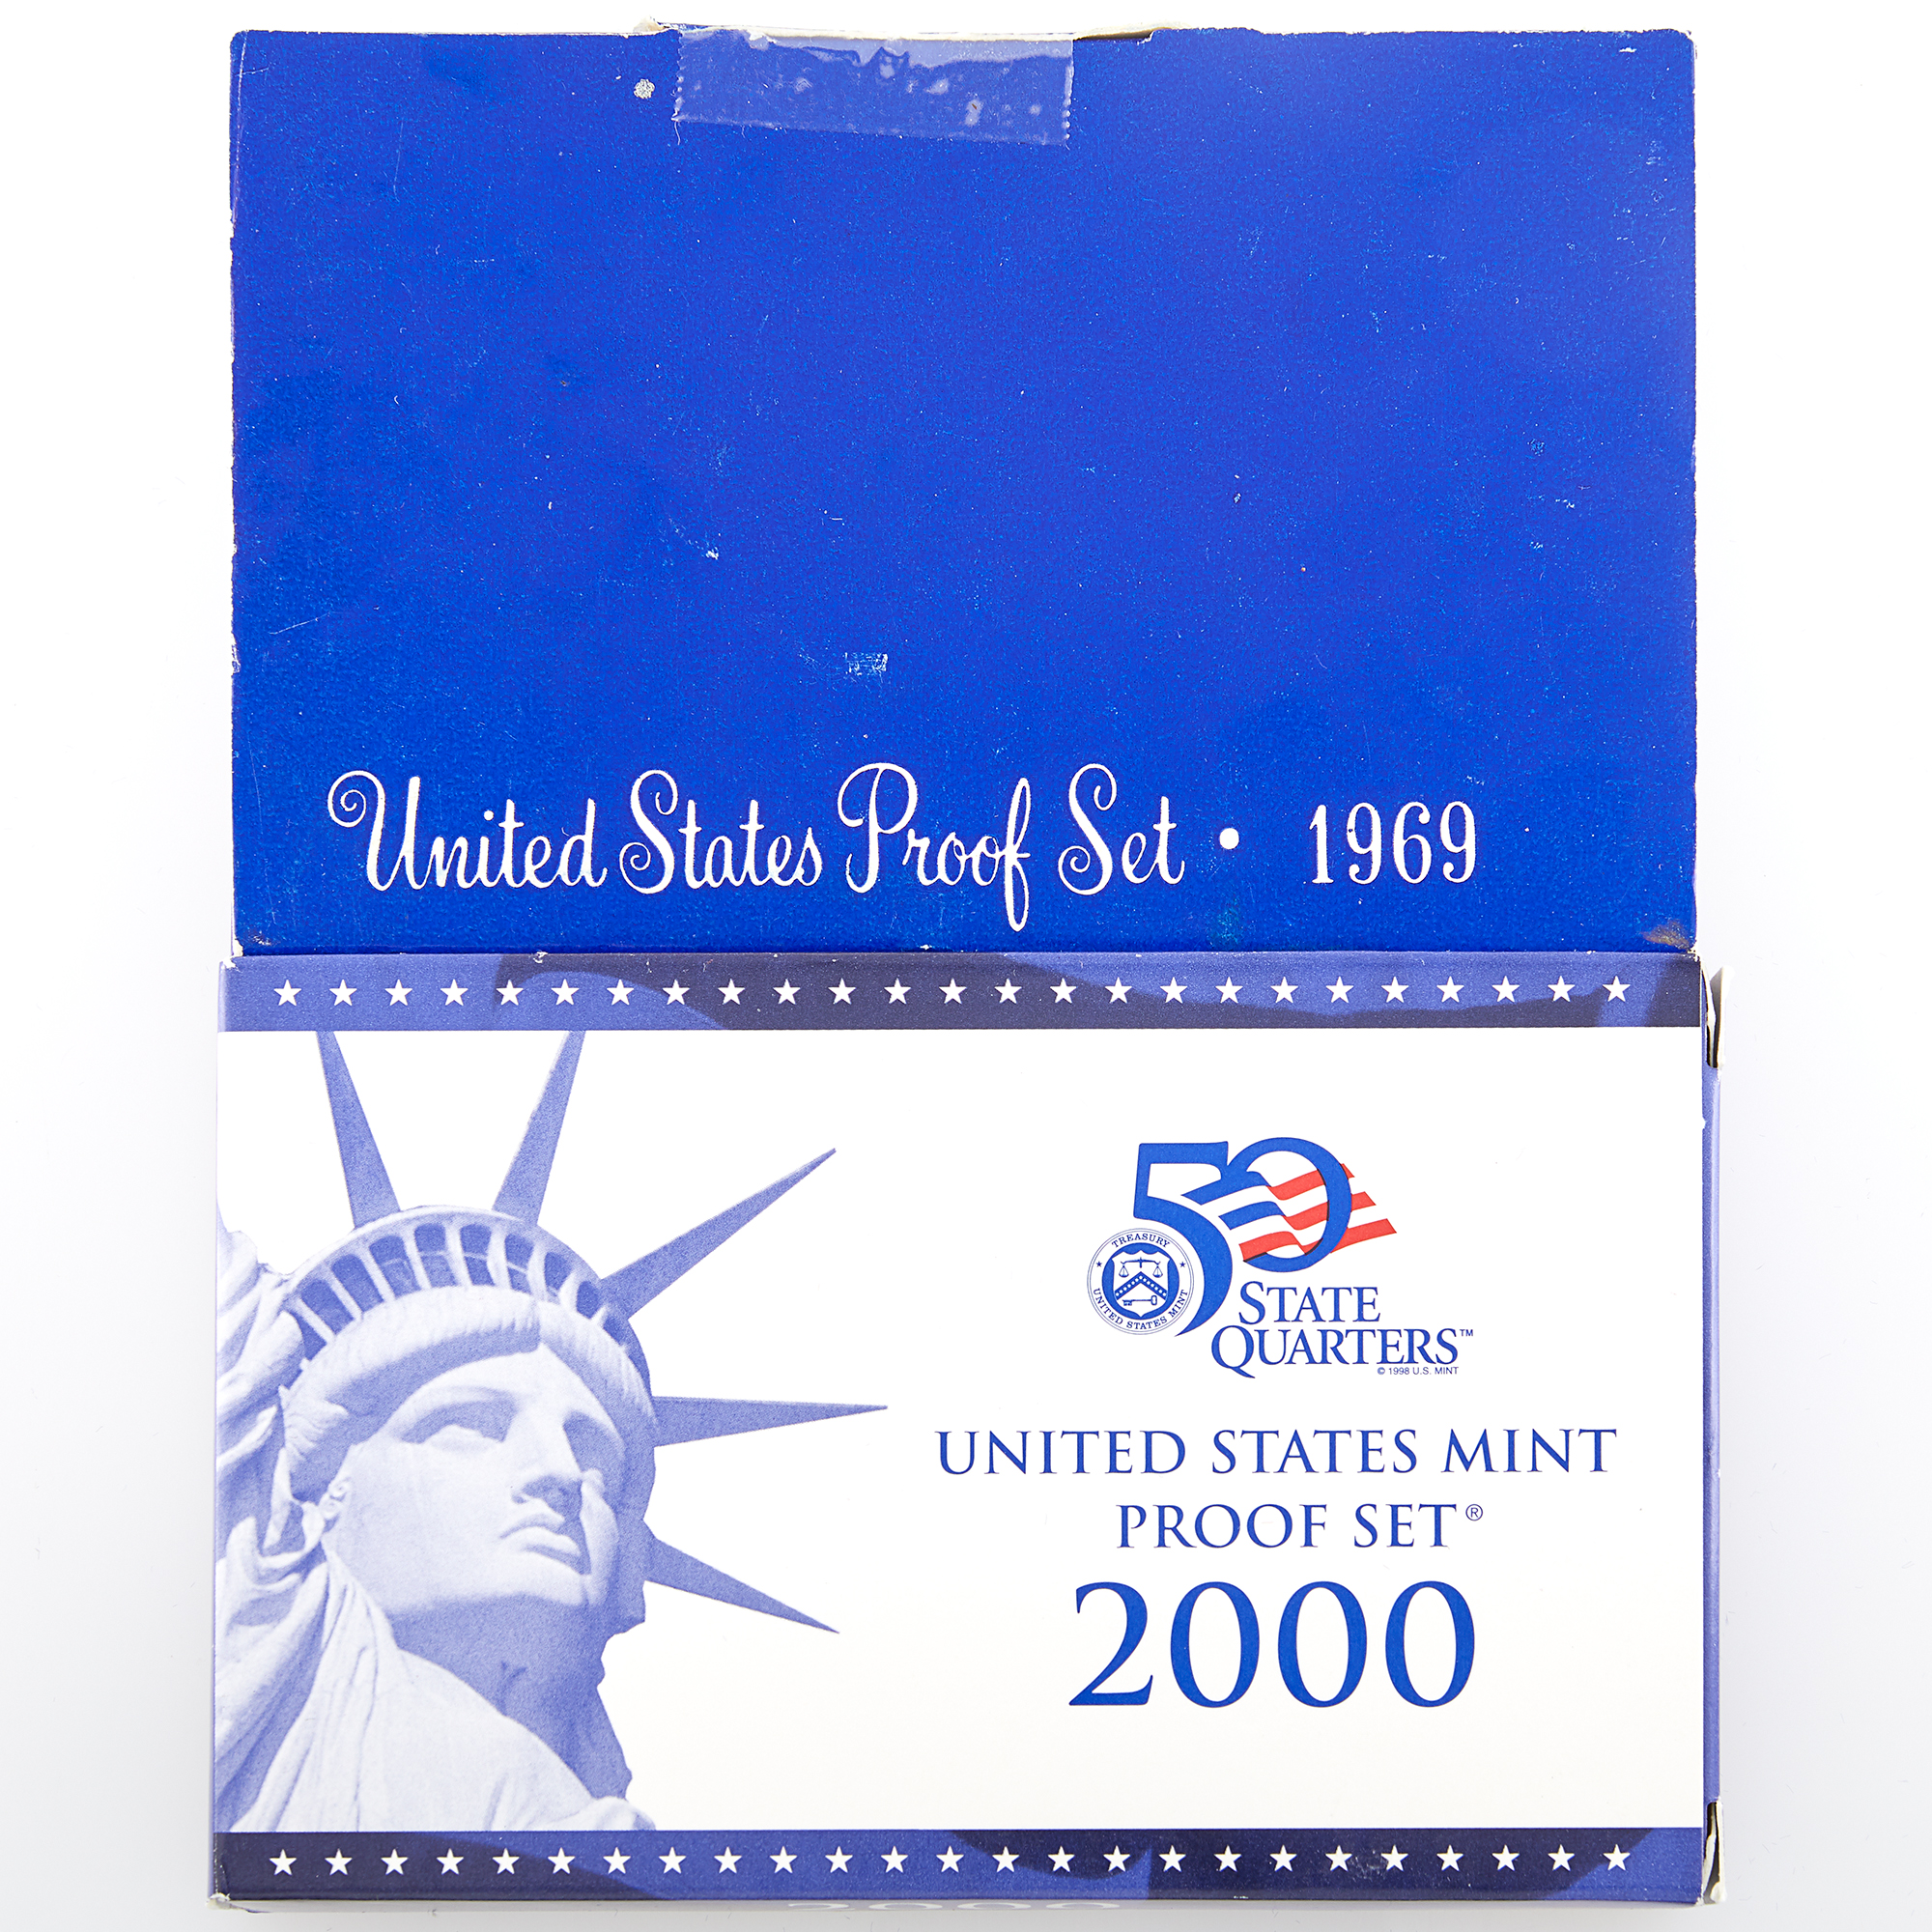 United States Proof Set • 1969
50
STATE
QUARTERS™
© 1998 U.S. MINT
TREASURY
UNITED STATES MINT
UNITED STATES MINT
PROOF SET®
2000
2000